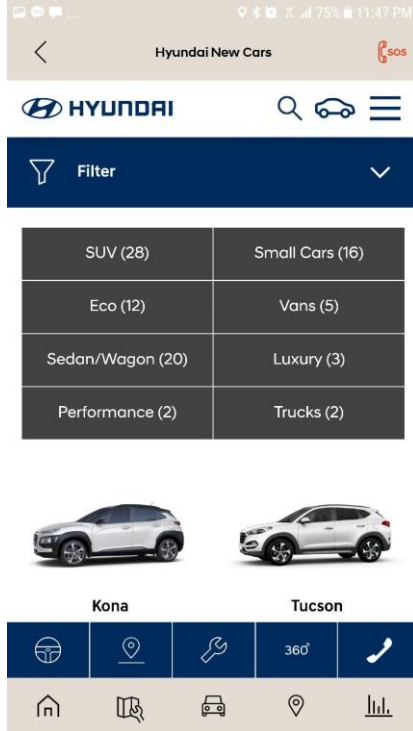 ... 75% 11:47 PM
Hyundai New Cars
SOS
HYUNDAI
Filter
SUV (28) Small Cars (16)
Eco (12) Vans (5)
Sedan/Wagon (20) Luxury (3)
Performance (2) Trucks (2)
Kona Tucson
360°